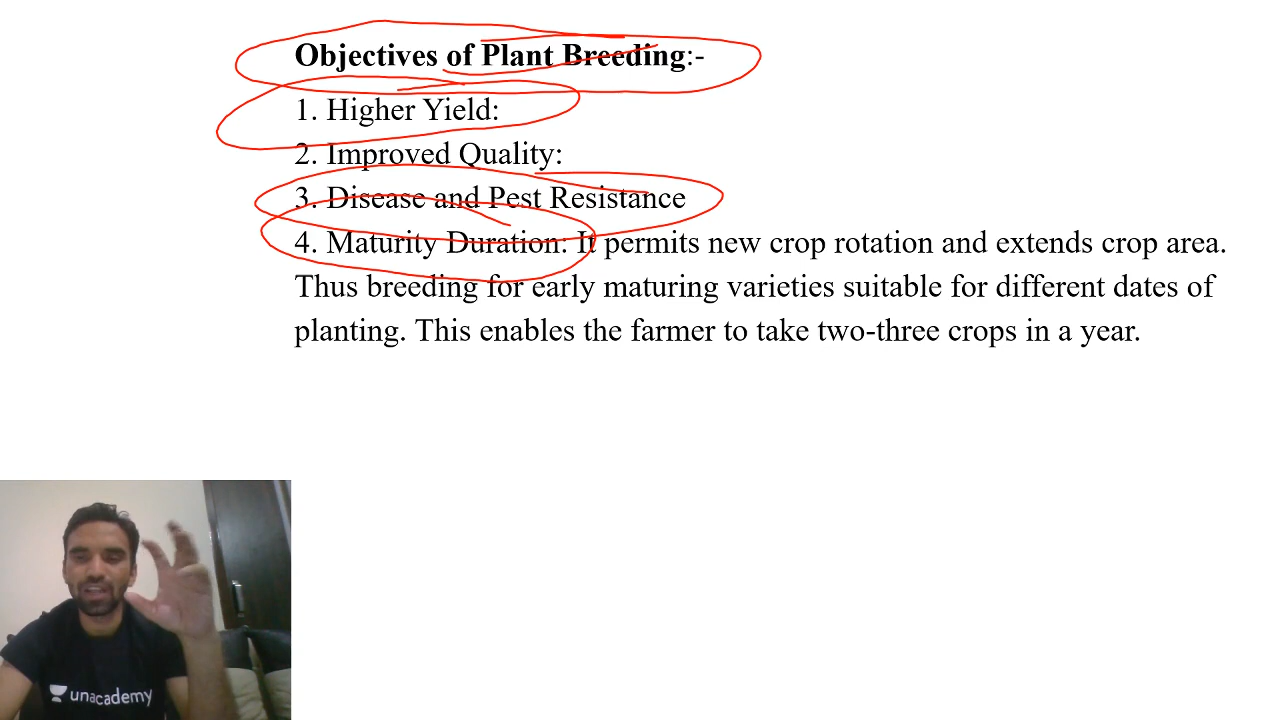 Objectives of Plant Breeding:-
1. Higher Yield:
2. Improved Quality:
3. Disease and Pest Resistance
4. Maturity Duration: It permits new crop rotation and extends crop area.
Thus breeding for early maturing varieties suitable for different dates of
planting. This enables the farmer to take two-three crops in a year.
unacademy